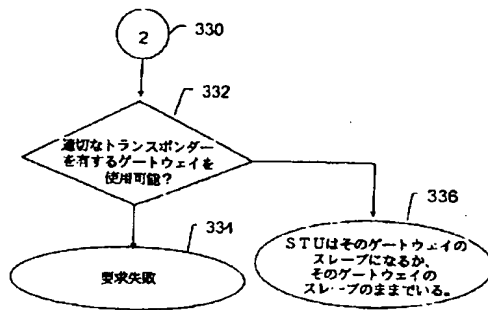 2
330
332
適切なトランスポンダー
を有するゲートウェイを
使用可能？
334
要求失敗
336
ＳＴＵはそのゲートウェイの
スレーブになるか、
そのゲートウェイの
スレーブのままでいる。